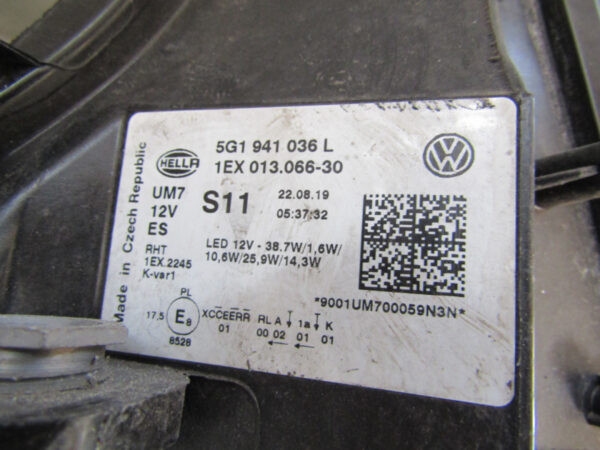 5G1 941 036 L
1EX 013.066-30
HELLA
Made in Czech Republic
UM7
12V
ES
S11
22.08.19
05:37:32
RHT
1EX.2245
K-var1
LED 12V - 38.7W/1,6W/
10,6W/25,9W/14,3W
*9001UM700059N3N*
PL
17,5
E8
8528
XCCEERR RL A 1a K
01 00 02 01 01